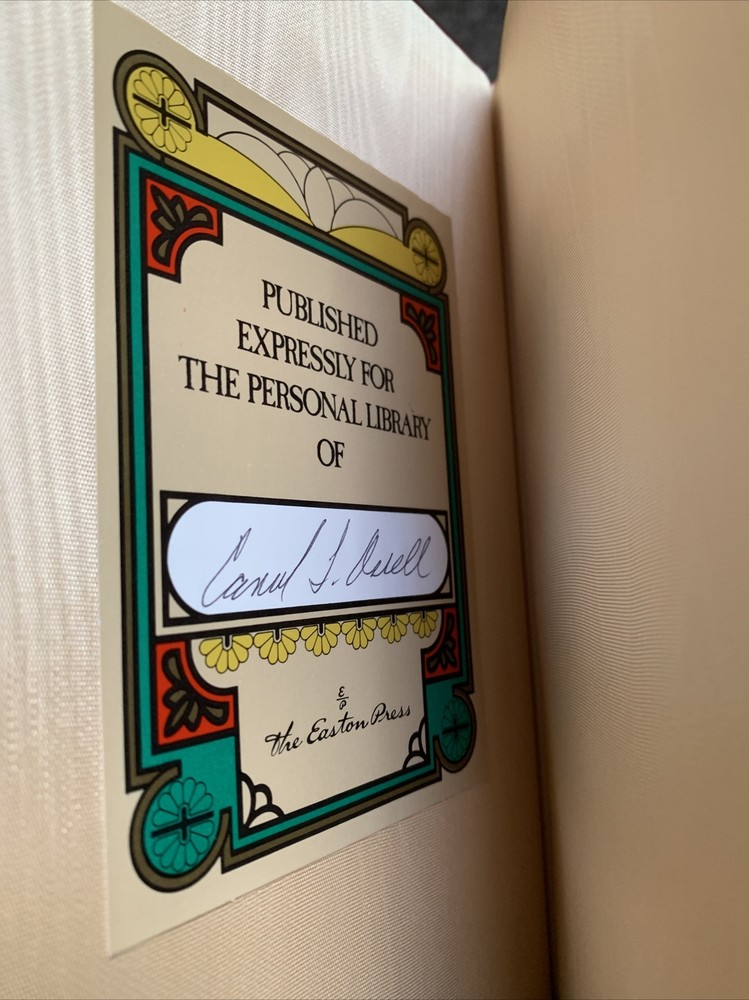 PUBLISHED
EXPRESSLY FOR
THE PERSONAL LIBRARY
OF
E
P
the Easton Press